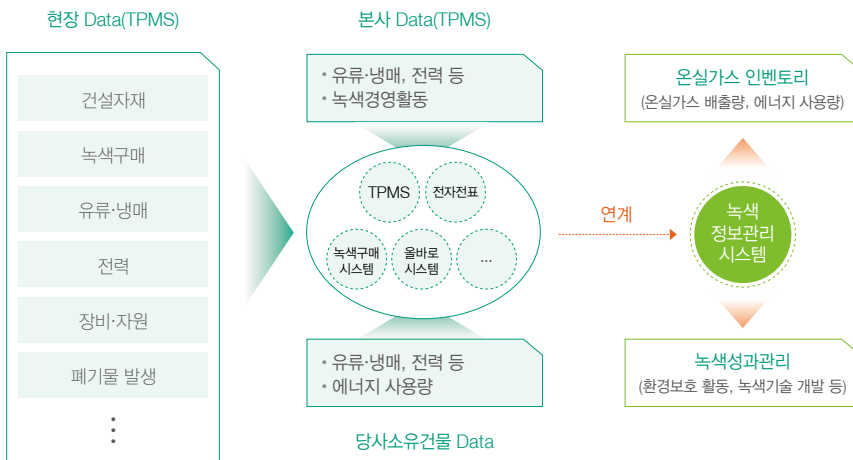 현장 Data(TPMS)
건설자재
녹색구매
유류·냉매
전력
장비·자원
폐기물 발생
⋮
본사 Data(TPMS)
• 유류·냉매, 전력 등
• 녹색경영활동
TPMS
전자전표
녹색구매
시스템
올바로
시스템
...
• 유류·냉매, 전력 등
• 에너지 사용량
당사소유건물 Data
연계
온실가스 인벤토리
(온실가스 배출량, 에너지 사용량)
녹색
정보관리
시스템
녹색성과관리
(환경보호 활동, 녹색기술 개발 등)